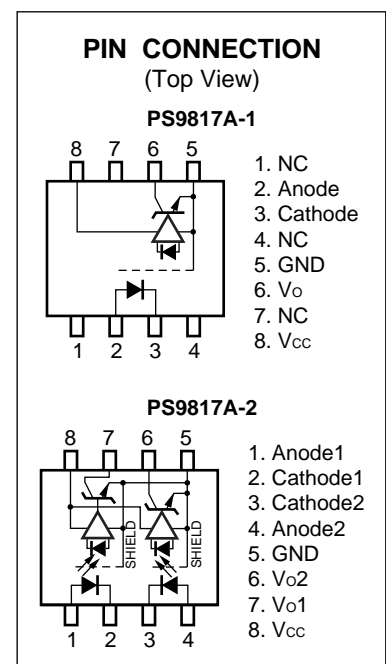 PIN CONNECTION
(Top View)
PS9817A-1
8 7 6 5
1. NC
2. Anode
3. Cathode
4. NC
5. GND
6. Vo
7. NC
8. Vcc
1 2 3 4
PS9817A-2
8 7 6 5
1. Anode1
2. Cathode1
3. Cathode2
4. Anode2
5. GND
6. Vo2
7. Vo1
8. Vcc
SHIELD
SHIELD
1 2 3 4